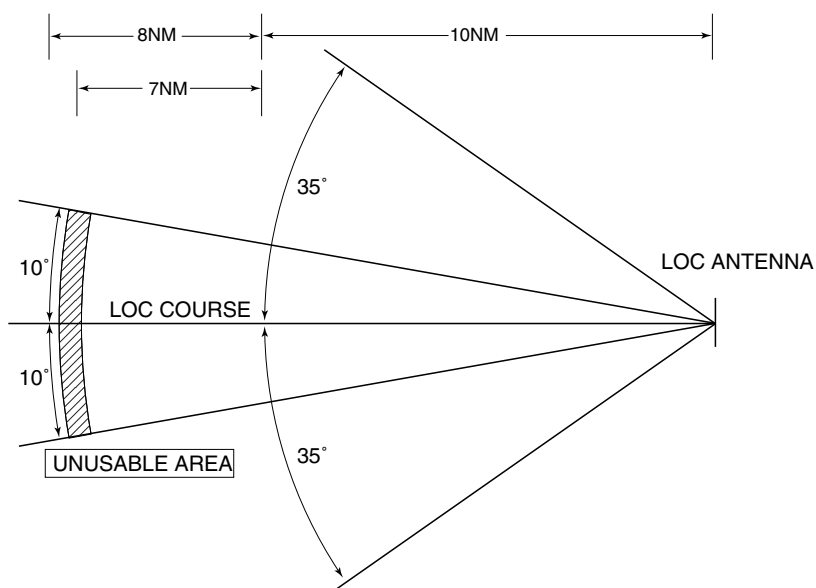 8NM
10NM
7NM
35°
LOC ANTENNA
10°
LOC COURSE
10°
35°
UNUSABLE AREA